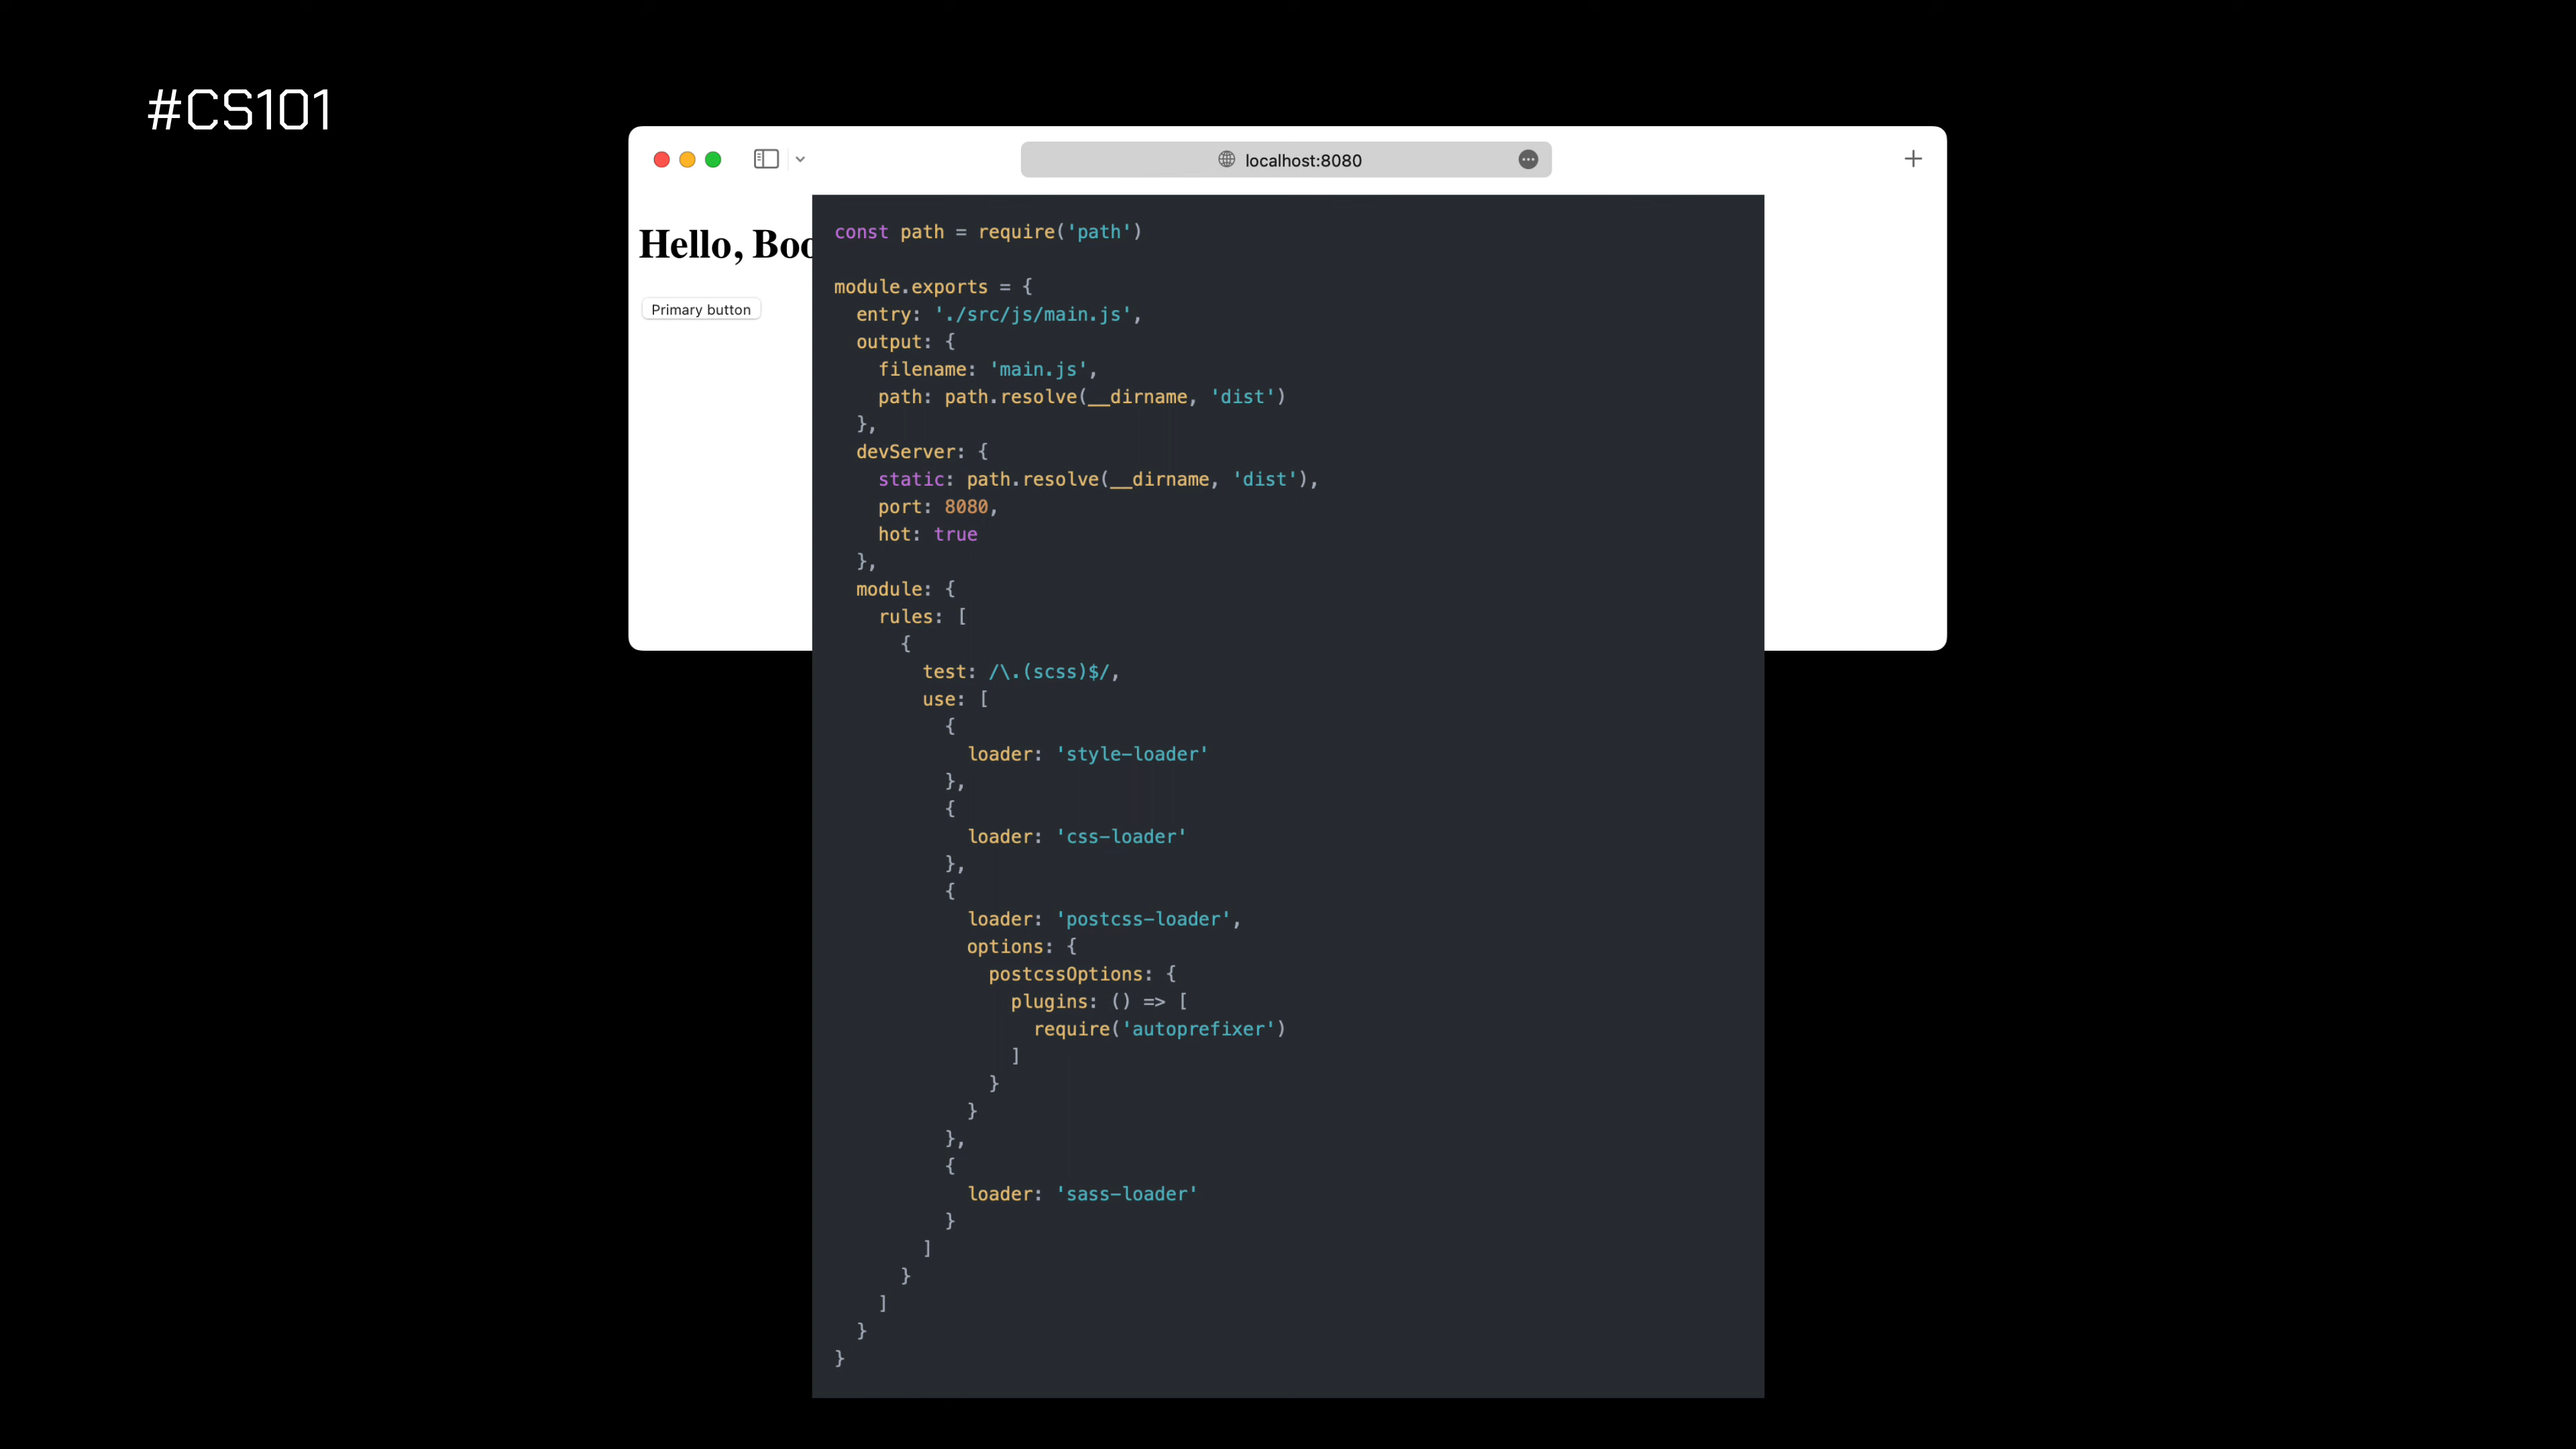 #CS101
localhost:8080
Hello, Boo
Primary button
const path = require('path')

module.exports = {
  entry: './src/js/main.js',
  output: {
    filename: 'main.js',
    path: path.resolve(__dirname, 'dist')
  },
  devServer: {
    static: path.resolve(__dirname, 'dist'),
    port: 8080,
    hot: true
  },
  module: {
    rules: [
      {
        test: /\.(scss)$/,
        use: [
          {
            loader: 'style-loader'
          },
          {
            loader: 'css-loader'
          },
          {
            loader: 'postcss-loader',
            options: {
              postcssOptions: {
                plugins: () => [
                  require('autoprefixer')
                ]
              }
            }
          },
          {
            loader: 'sass-loader'
          }
        ]
      }
    ]
  }
}